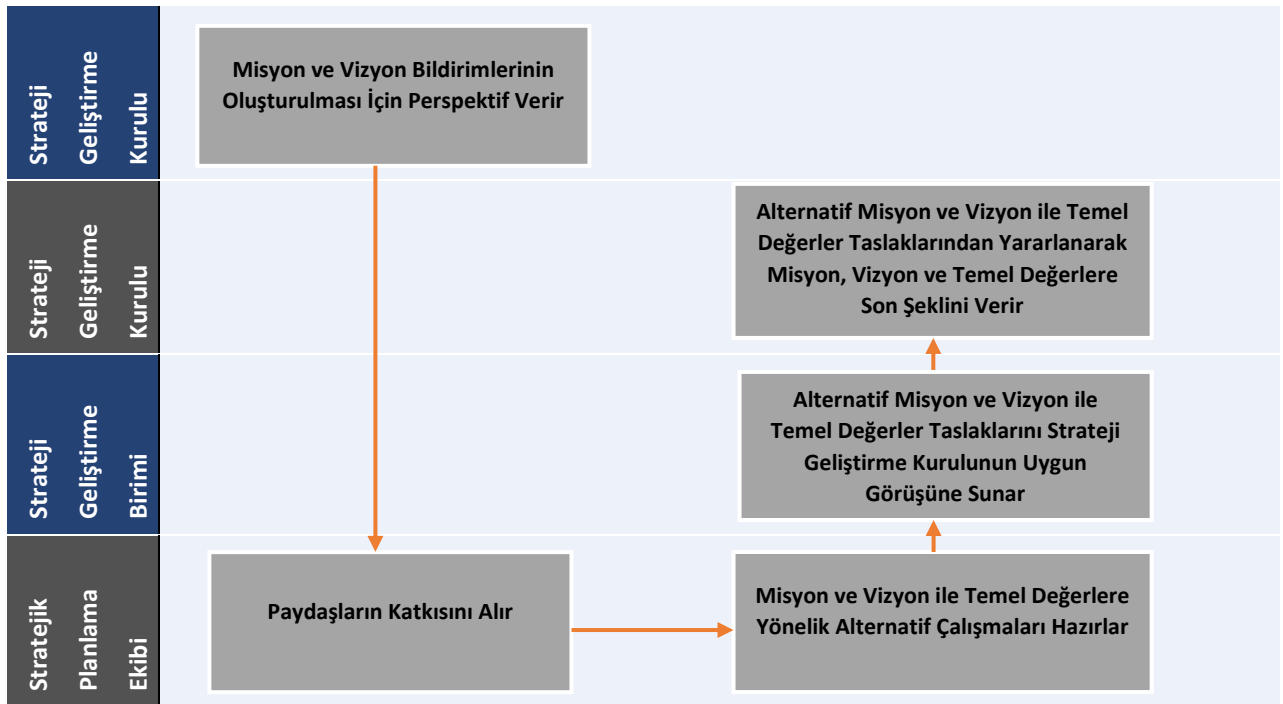 Strateji
Geliştirme
Kurulu
Misyon ve Vizyon Bildirimlerinin
Oluşturulması İçin Perspektif Verir
Strateji
Geliştirme
Kurulu
Alternatif Misyon ve Vizyon ile Temel
Değerler Taslaklarından Yararlanarak
Misyon, Vizyon ve Temel Değerlere
Son Şeklini Verir
Strateji
Geliştirme
Birimi
Alternatif Misyon ve Vizyon ile
Temel Değerler Taslaklarını Strateji
Geliştirme Kurulunun Uygun
Görüşüne Sunar
Stratejik
Planlama
Ekibi
Paydaşların Katkısını Alır
Misyon ve Vizyon ile Temel Değerlere
Yönelik Alternatif Çalışmaları Hazırlar